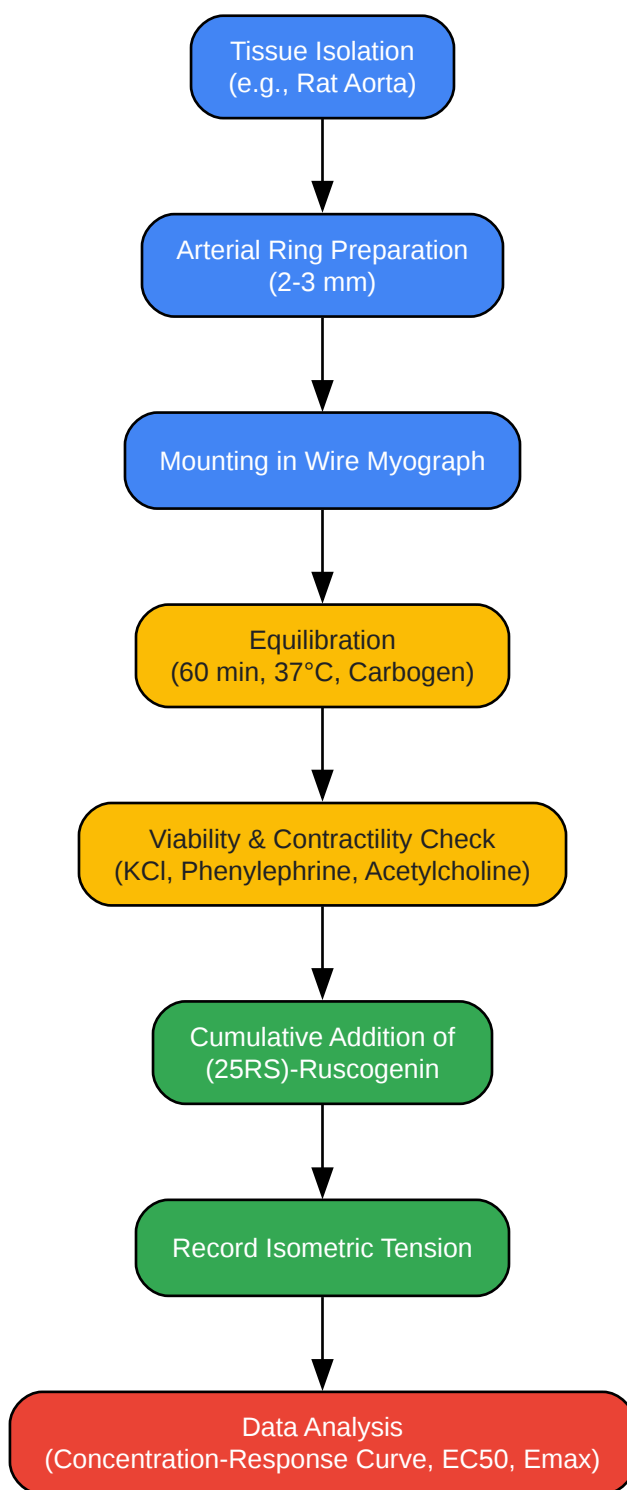 Tissue Isolation
(e.g., Rat Aorta)
Arterial Ring Preparation
(2-3 mm)
Mounting in Wire Myograph
Equilibration
(60 min, 37°C, Carbogen)
Viability & Contractility Check
(KCl, Phenylephrine, Acetylcholine)
Cumulative Addition of
(25RS)-Ruscogenin
Record Isometric Tension
Data Analysis
(Concentration-Response Curve, EC50, Emax)